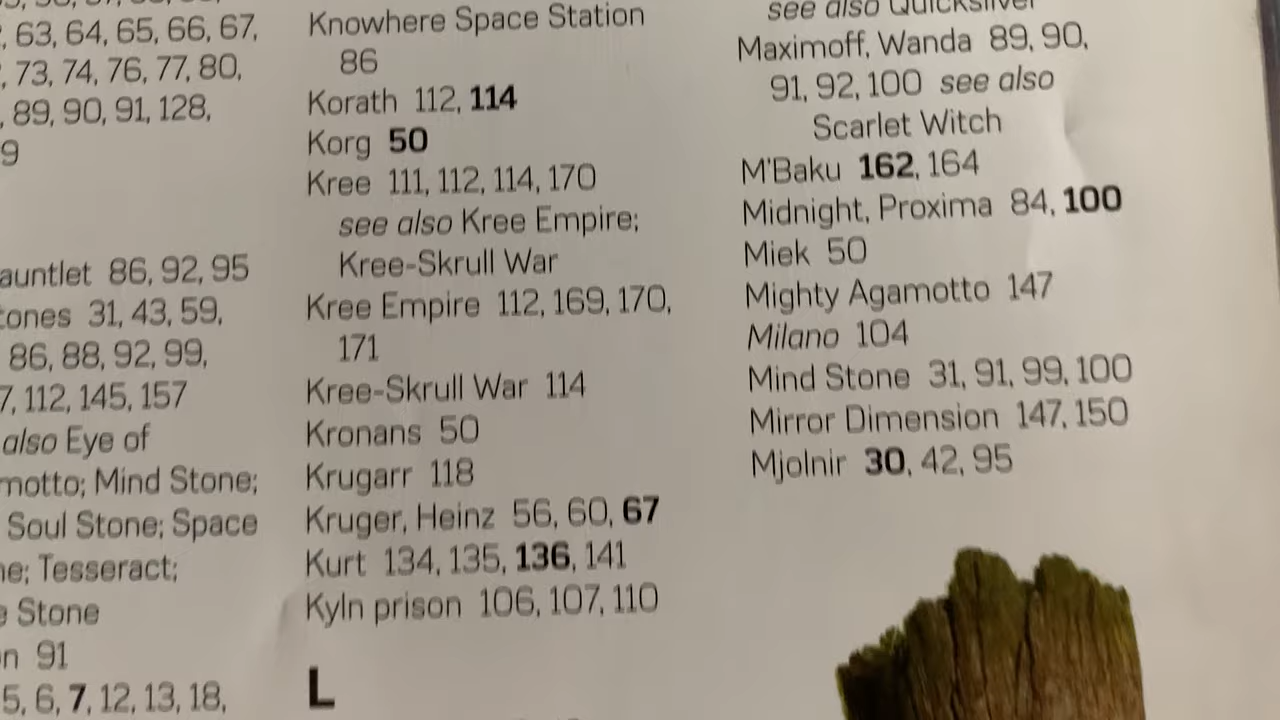 , 63, 64, 65, 66, 67,
, 73, 74, 76, 77, 80,
, 89, 90, 91, 128,
9
auntlet 86, 92, 95
tones 31, 43, 59,
86, 88, 92, 99,
7, 112, 145, 157
also Eye of
motto; Mind Stone;
Soul Stone; Space
ne; Tesseract;
e Stone
n 91
5, 6, 7, 12, 13, 18,
Knowhere Space Station
86
Korath 112, 114
Korg 50
Kree 111, 112, 114, 170
see also Kree Empire;
Kree-Skrull War
Kree Empire 112, 169, 170,
171
Kree-Skrull War 114
Kronans 50
Krugarr 118
Kruger, Heinz 56, 60, 67
Kurt 134, 135, 136, 141
Kyln prison 106, 107, 110
L
see also Quicksilver
Maximoff, Wanda 89, 90,
91, 92, 100 see also
Scarlet Witch
M'Baku 162, 164
Midnight, Proxima 84, 100
Miek 50
Mighty Agamotto 147
Milano 104
Mind Stone 31, 91, 99, 100
Mirror Dimension 147, 150
Mjolnir 30, 42, 95